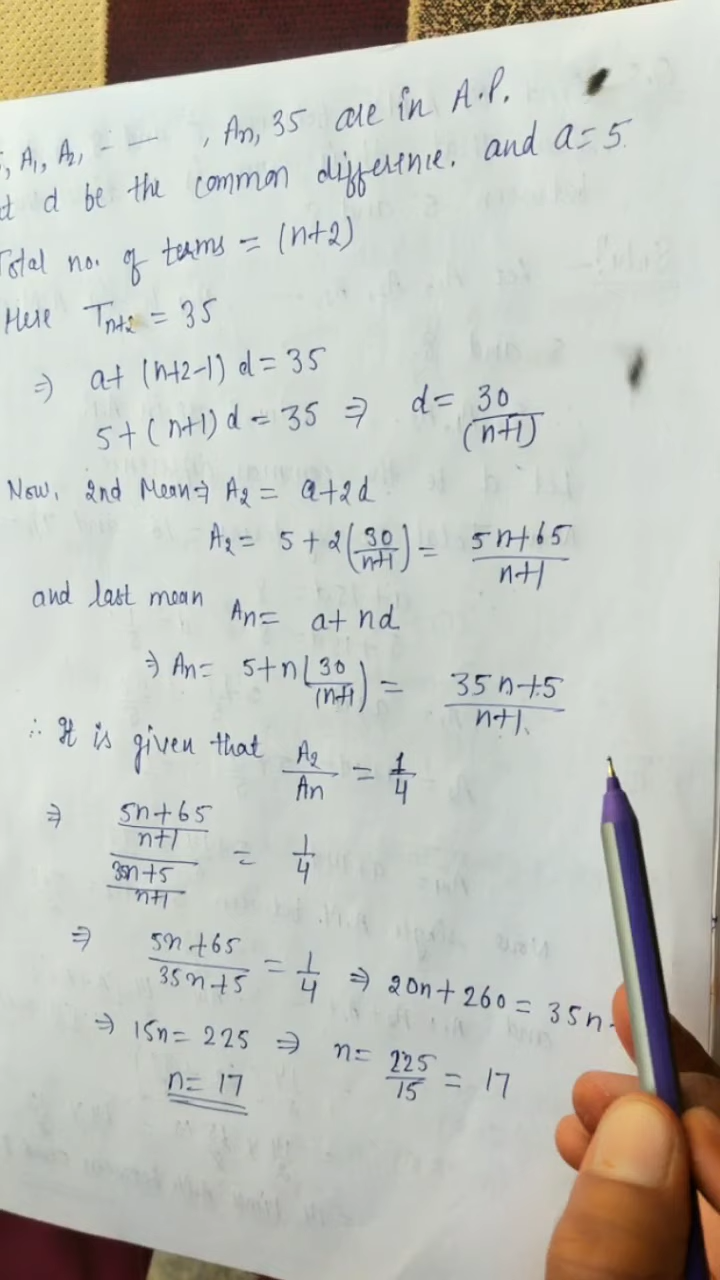 , A₁, A₂, - - —, An, 35 are in A.P.
d be the common difference. and a=5
Total no. of terms = (n+2)
Here Tₙ₊₂ = 35
⇒ a+ (n+2-1) d = 35
5+(n+1)d = 35 ⇒ d= 30/(n+1)
Now, 2nd Mean⇒ A₂ = a+2d
A₂ = 5+2(30/n+1) = 5n+65/n+1
and last mean An= a+nd
⇒ An= 5+n(30/(n+1)) = 35n+5/n+1
∴ It is given that A₂/An = 1/4
⇒ (5n+65/n+1)/(35n+5/n+1) = 1/4
⇒ 5n+65/35n+5 = 1/4 ⇒ 20n+260 = 35n
⇒ 15n= 225 ⇒ n= 225/15 = 17
n= 17